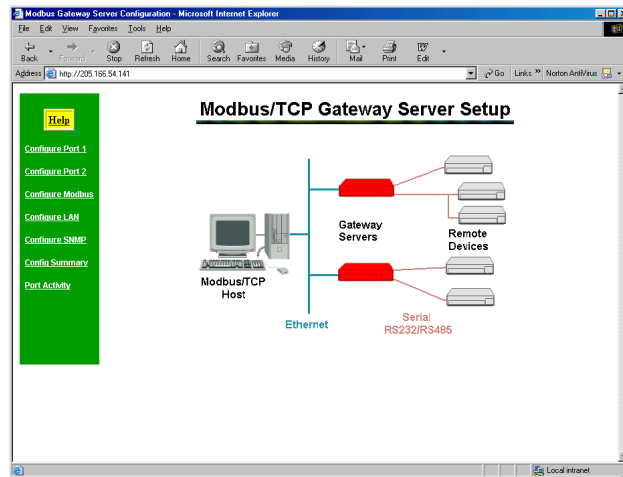 Modbus Gateway Server Configuration - Microsoft Internet Explorer
File Edit View Favorites Tools Help
Back Forward Stop Refresh Home Search Favorites Media History Mail Print Edit
Address http://205.166.54.141 Go Links » Norton AntiVirus
Help
Modbus/TCP Gateway Server Setup
Configure Port 1
Configure Port 2
Configure Modbus
Configure LAN
Configure SNMP
Config Summary
Port Activity
Gateway
Servers
Remote
Devices
Modbus/TCP
Host
Ethernet
Serial
RS232/RS485
Local intranet